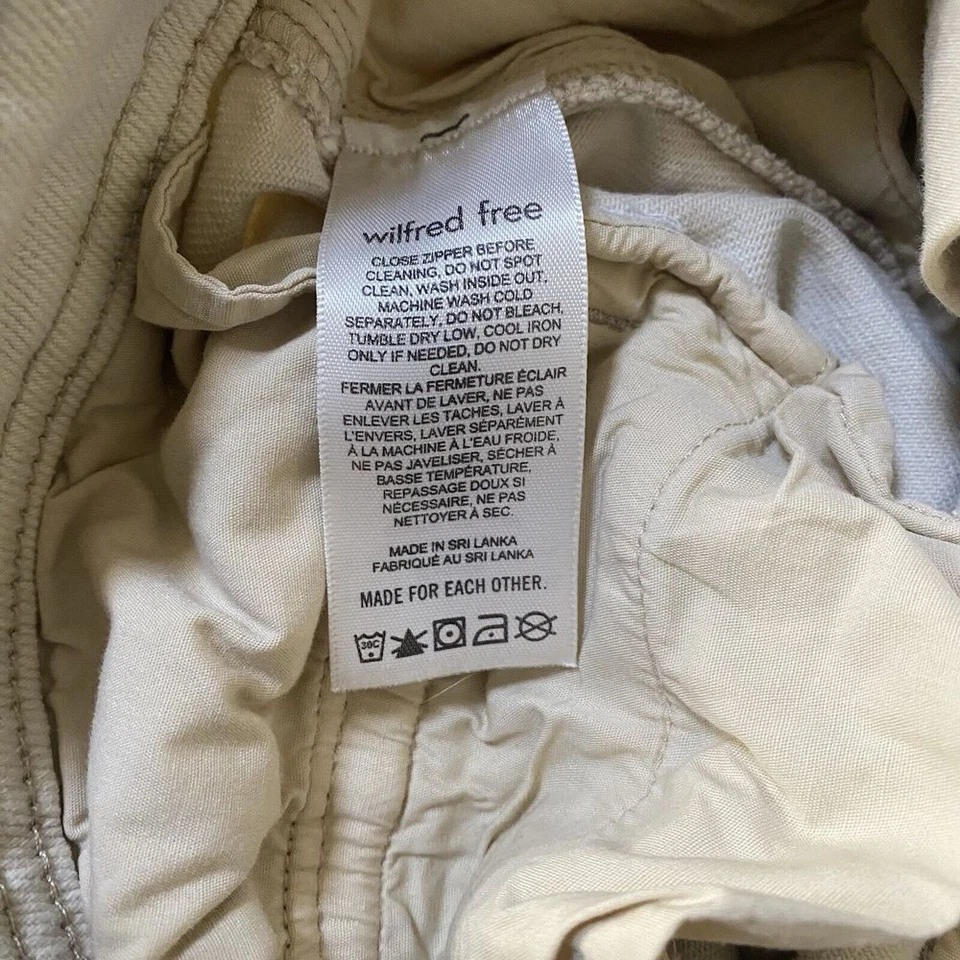 wilfred free
CLOSE ZIPPER BEFORE
CLEANING, DO NOT SPOT
CLEAN, WASH INSIDE OUT.
MACHINE WASH COLD
SEPARATELY, DO NOT BLEACH,
TUMBLE DRY LOW, COOL IRON
ONLY IF NEEDED, DO NOT DRY
CLEAN.
FERMER LA FERMETURE ÉCLAIR
AVANT DE LAVER, NE PAS
ENLEVER LES TACHES, LAVER À
L'ENVERS, LAVER SÉPARÉMENT
À LA MACHINE À L'EAU FROIDE,
NE PAS JAVELISER, SÉCHER À
BASSE TEMPÉRATURE,
REPASSAGE DOUX SI
NÉCESSAIRE, NE PAS
NETTOYER À SEC.
MADE IN SRI LANKA
FABRIQUÉ AU SRI LANKA
MADE FOR EACH OTHER.
30C